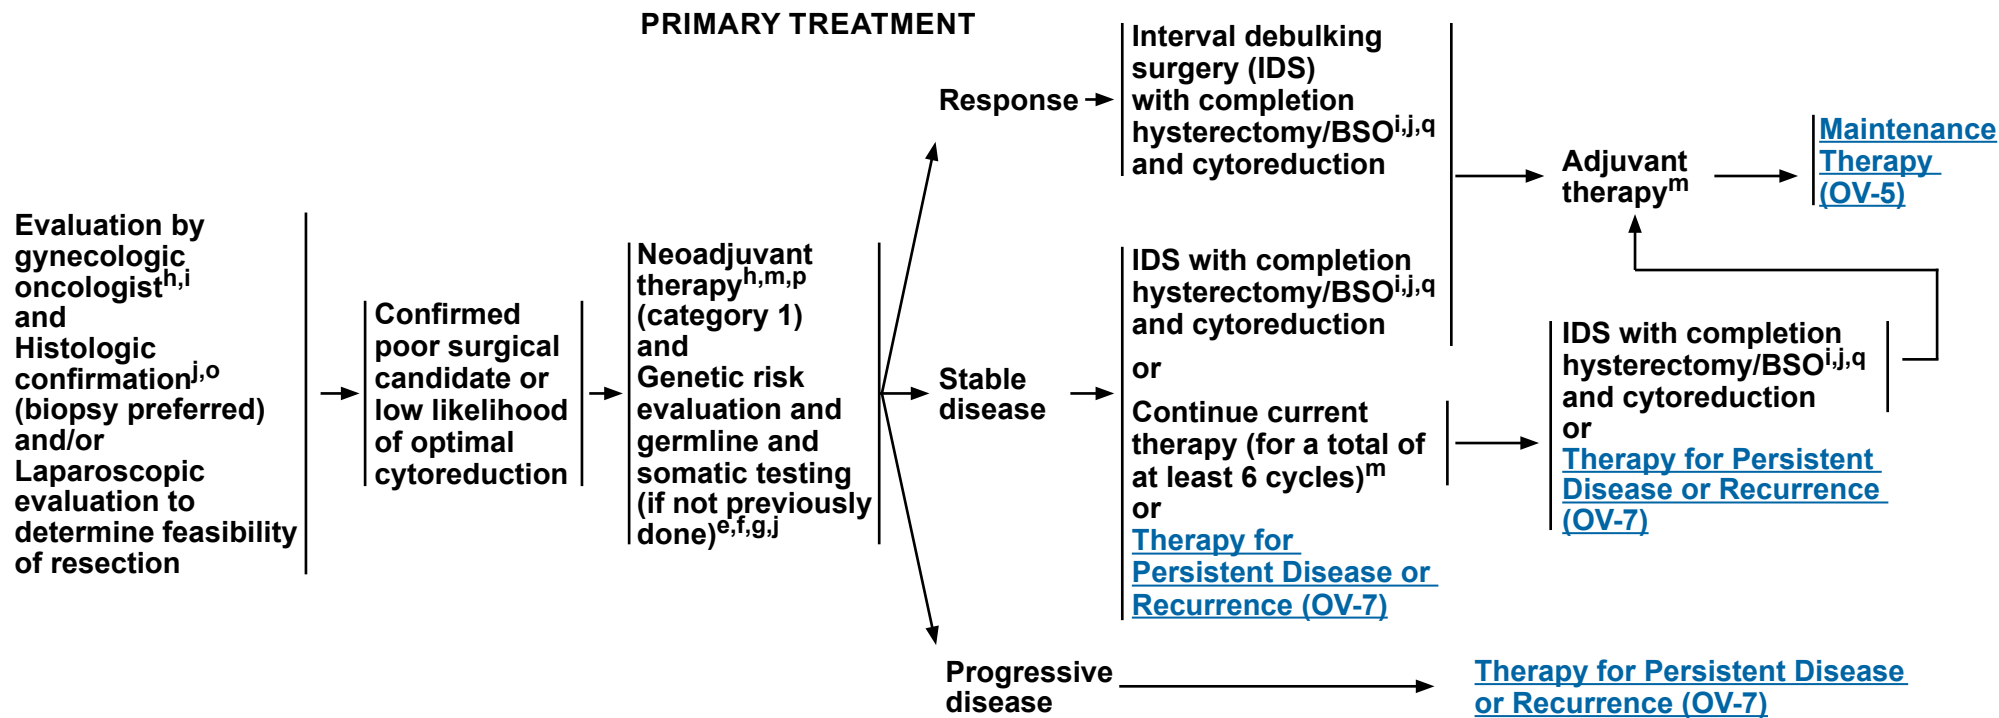 PRIMARY TREATMENT
Evaluation by
gynecologic
oncologisth,i
and
Histologic
confirmationj,o
(biopsy preferred)
and/or
Laparoscopic
evaluation to
determine feasibility
of resection
Confirmed
poor surgical
candidate or
low likelihood
of optimal
cytoreduction
Neoadjuvant
therapyh,m,p
(category 1)
and
Genetic risk
evaluation and
germline and
somatic testing
(if not previously
done)e,f,g,j
Response
Interval debulking
surgery (IDS)
with completion
hysterectomy/BSOi,j,q
and cytoreduction
Stable
disease
IDS with completion
hysterectomy/BSOi,j,q
and cytoreduction
or
Continue current
therapy (for a total of
at least 6 cycles)m
or
Therapy for
Persistent Disease or
Recurrence (OV-7)
IDS with completion
hysterectomy/BSOi,j,q
and cytoreduction
or
Therapy for Persistent
Disease or Recurrence
(OV-7)
Adjuvant
therapym
Maintenance
Therapy
(OV-5)
Progressive
disease
Therapy for Persistent Disease
or Recurrence (OV-7)